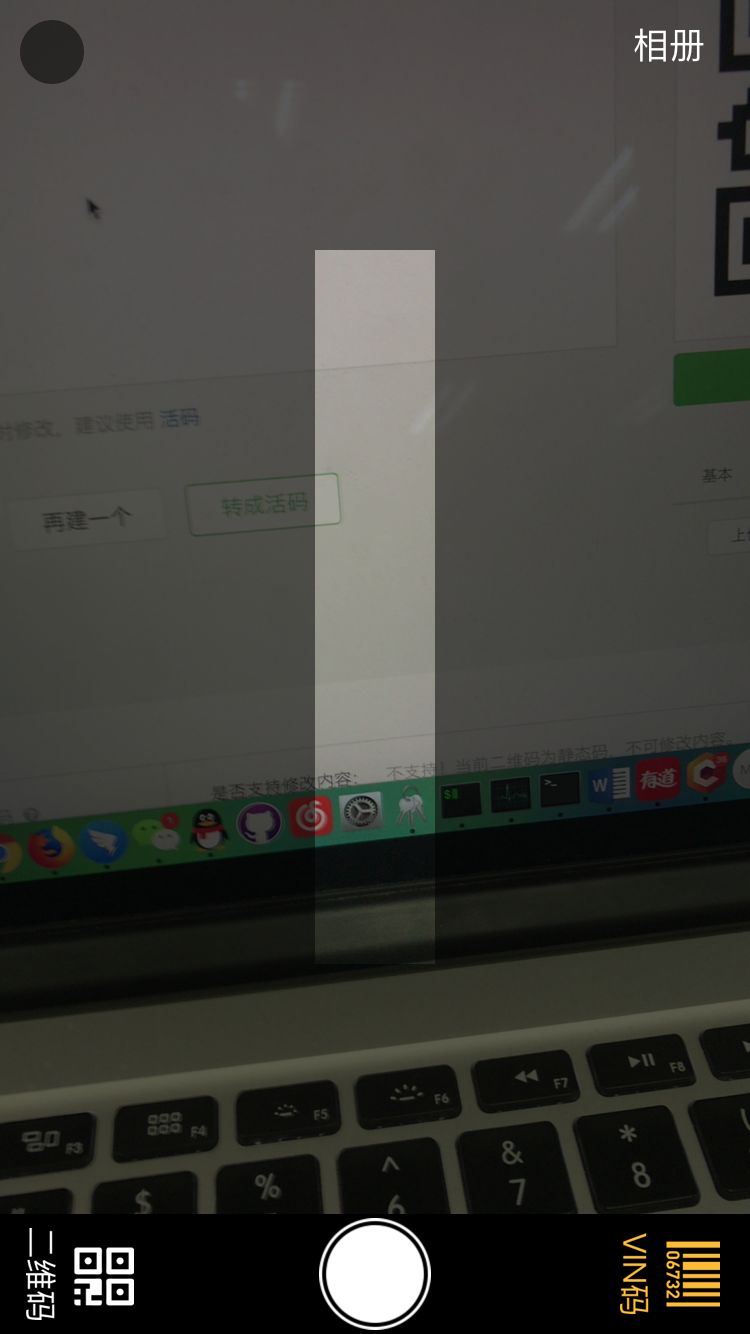 相册
时修改，建议使用 活码
再建一个
转成活码
基本
是否支持修改内容：
不支持！当前二维码为静态码，不可修改内容。
有道
F3
F4
F5
F6
F7
F8
$
%
^
6
&
7
*
8
二维码
VIN码
06732